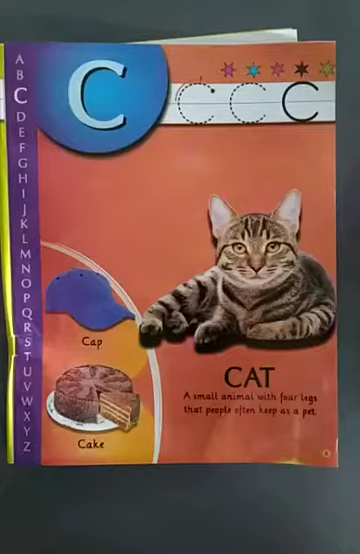 A
B
C
D
E
F
G
H
I
J
K
L
M
N
O
P
Q
R
S
T
U
V
W
X
Y
Z
C
C C C
Cap
Cake
CAT
A small animal with four legs
that people often keep as a pet.